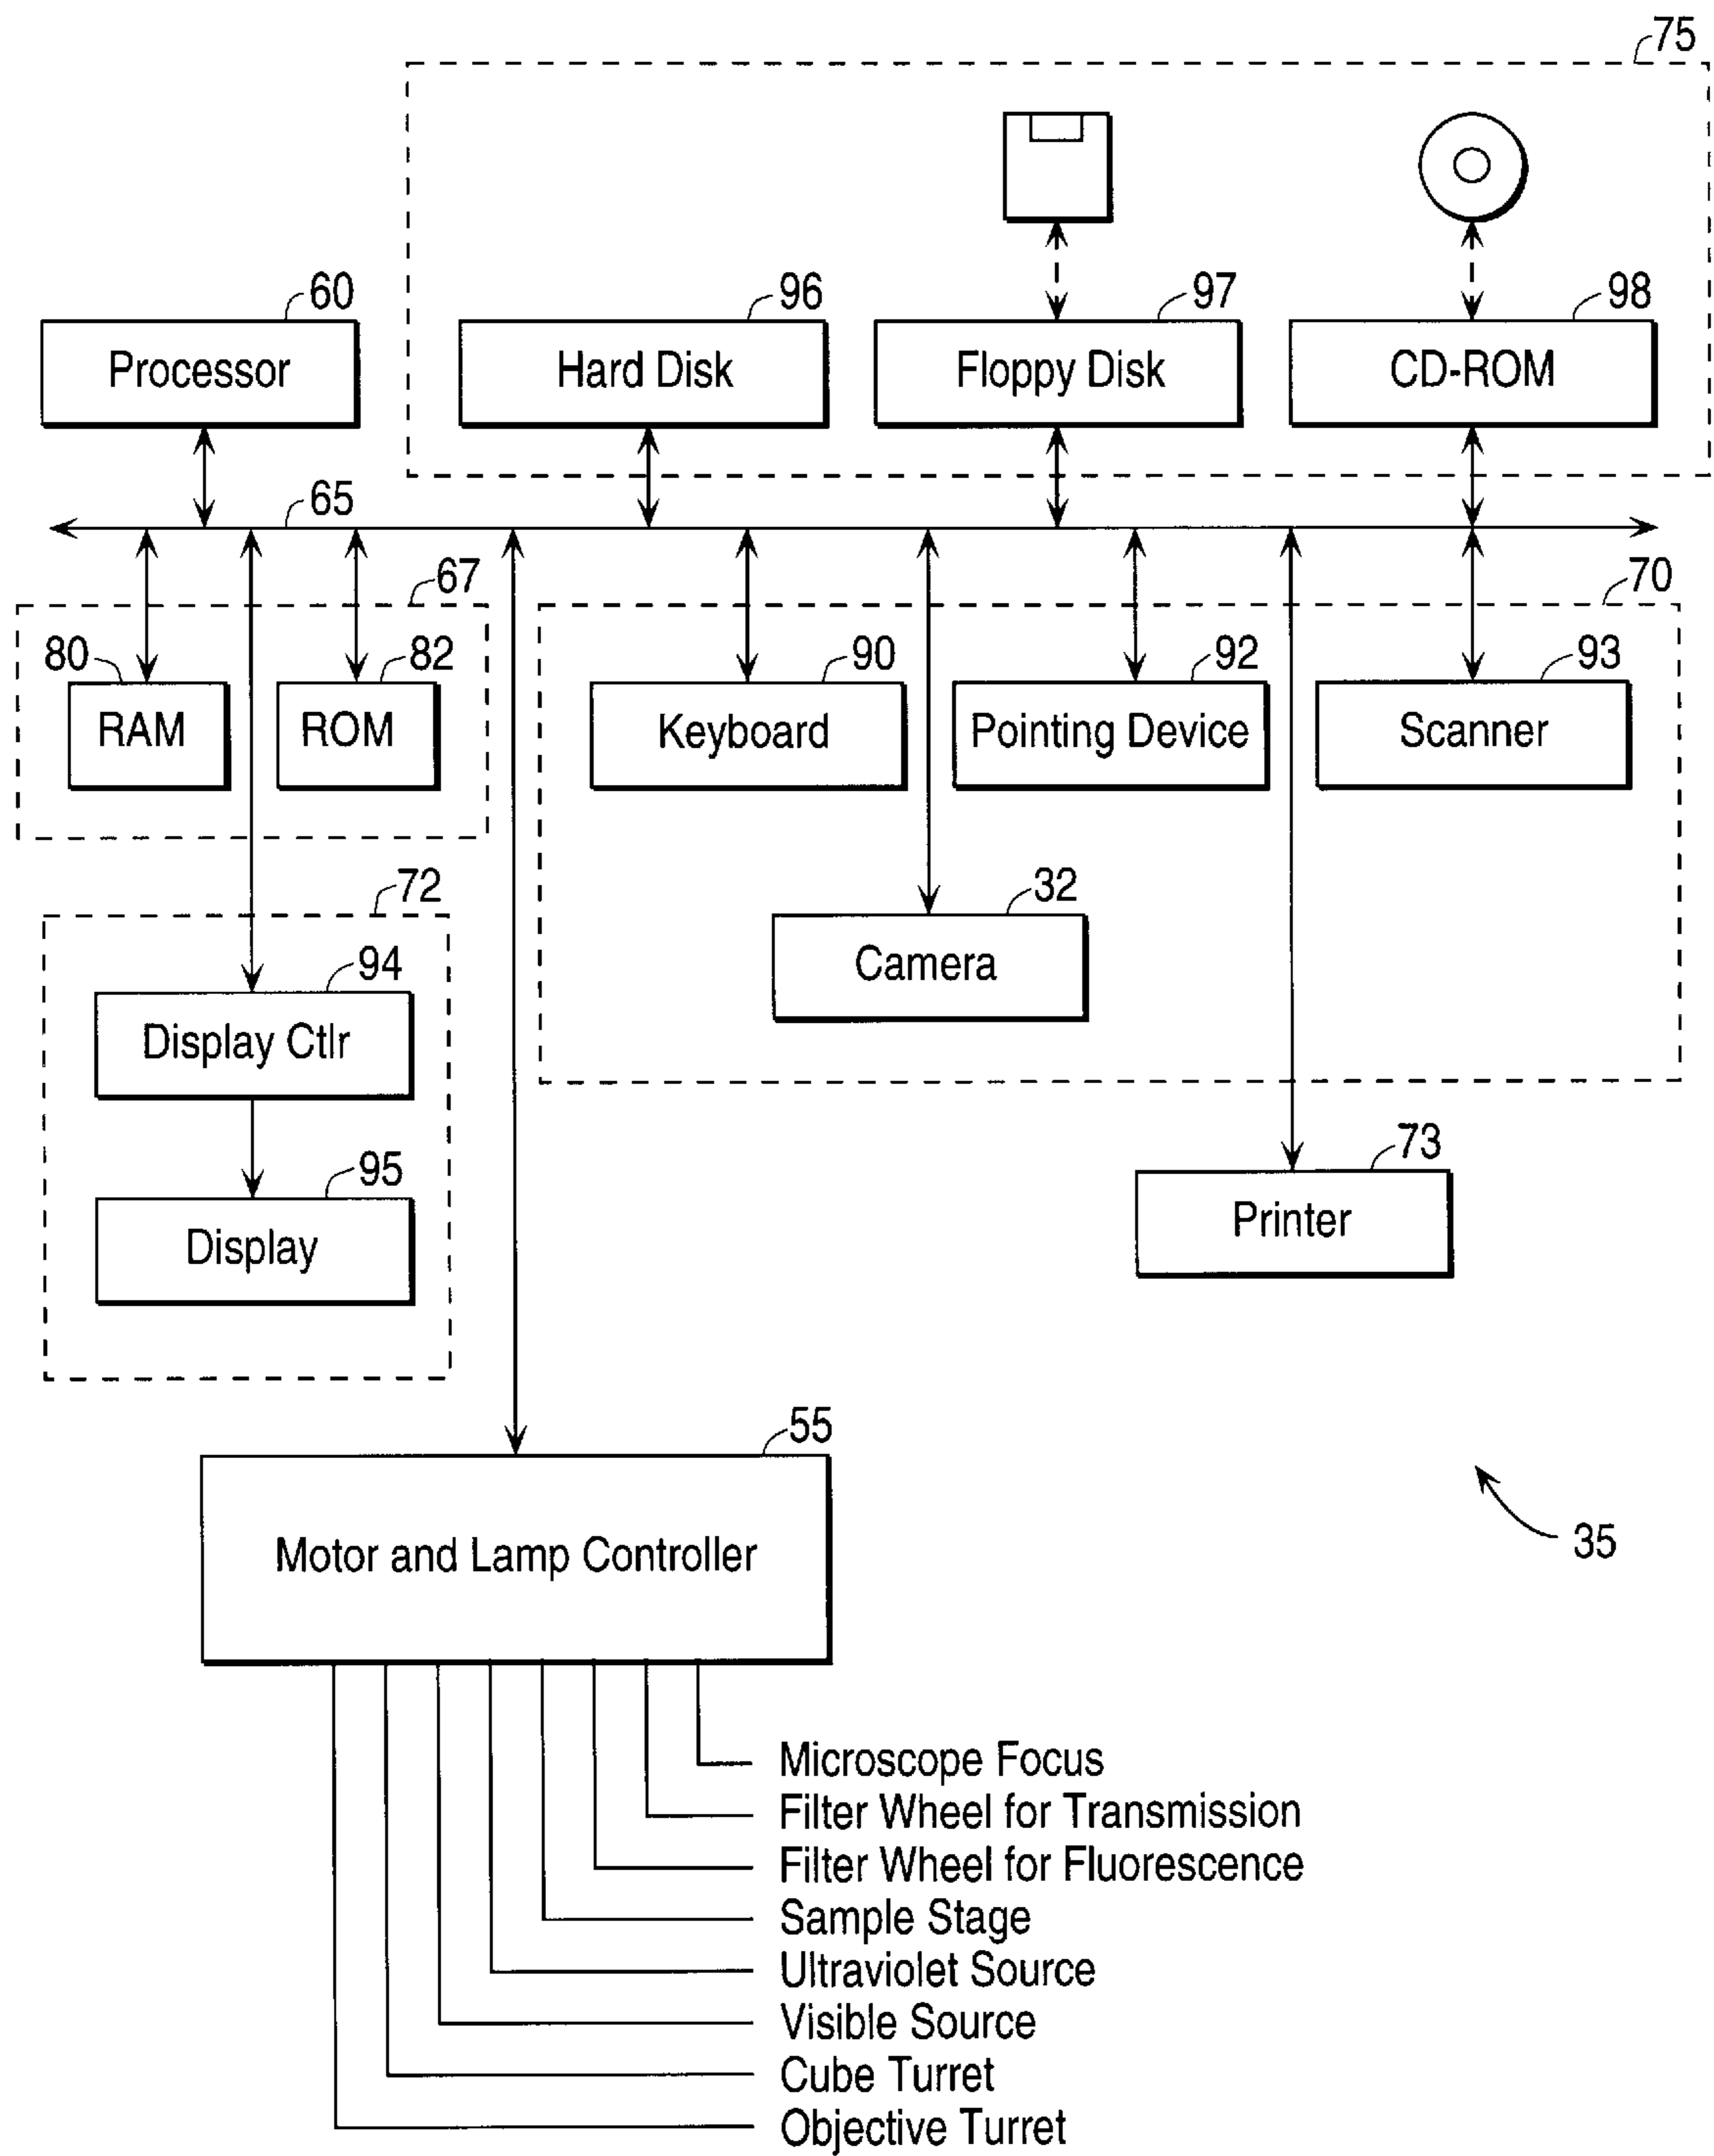 75
60
Processor
96
Hard Disk
97
Floppy Disk
98
CD-ROM
65
67
70
80
RAM
82
ROM
90
Keyboard
92
Pointing Device
93
Scanner
32
Camera
72
94
Display Ctlr
95
Display
73
Printer
55
Motor and Lamp Controller
35
Microscope Focus
Filter Wheel for Transmission
Filter Wheel for Fluorescence
Sample Stage
Ultraviolet Source
Visible Source
Cube Turret
Objective Turret